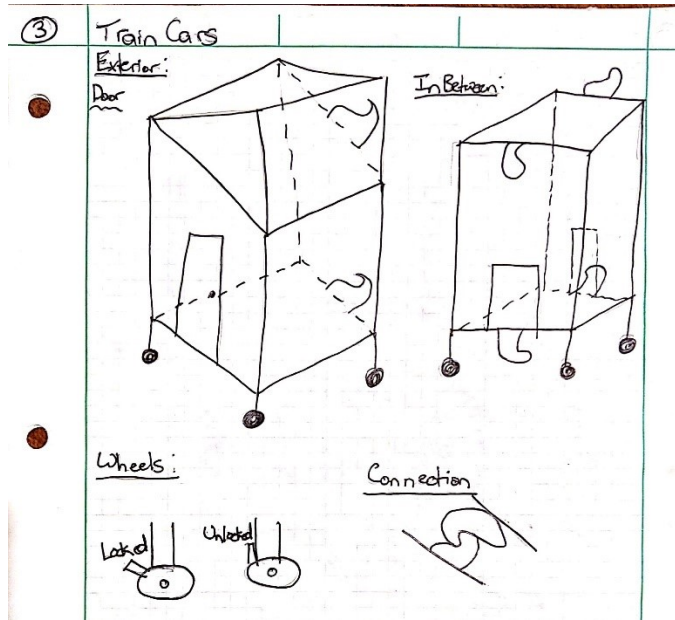 ③ Train Cars
Exterior:
Door
In Between:
Wheels:
Locked
Unlocked
Connection